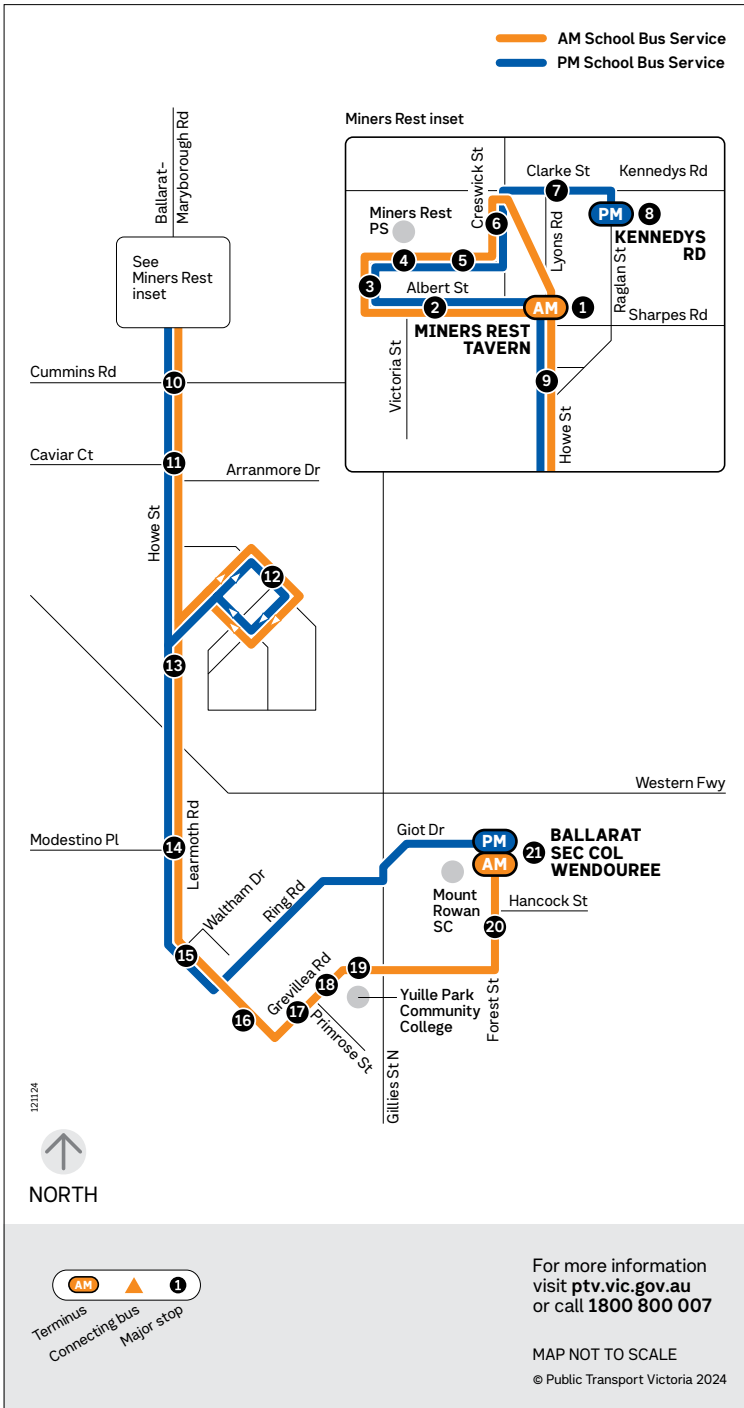 AM School Bus Service
PM School Bus Service
Miners Rest inset
Ballarat-
Maryborough Rd
See
Miners Rest
inset
Creswick St
Clarke St
Kennedys Rd
7
Miners Rest
PS
6
Lyons Rd
PM
8
KENNEDYS
RD
4
5
3
Albert St
Raglan St
2
AM
1
MINERS REST
TAVERN
Sharpes Rd
Victoria St
9
Howe St
Cummins Rd
10
Caviar Ct
11
Arranmore Dr
Howe St
12
13
Western Fwy
Modestino Pl
14
Learmoth Rd
Giot Dr
PM
AM
21
BALLARAT
SEC COL
WENDOUREE
Mount
Rowan
SC
Hancock St
Waltham Dr
Ring Rd
20
15
Grevillea Rd
19
18
17
16
Primrose St
Yuille Park
Community
College
Forest St
Gillies St N
121124
NORTH
AM
1
Terminus
Connecting bus
Major stop
For more information
visit ptv.vic.gov.au
or call 1800 800 007
MAP NOT TO SCALE
© Public Transport Victoria 2024